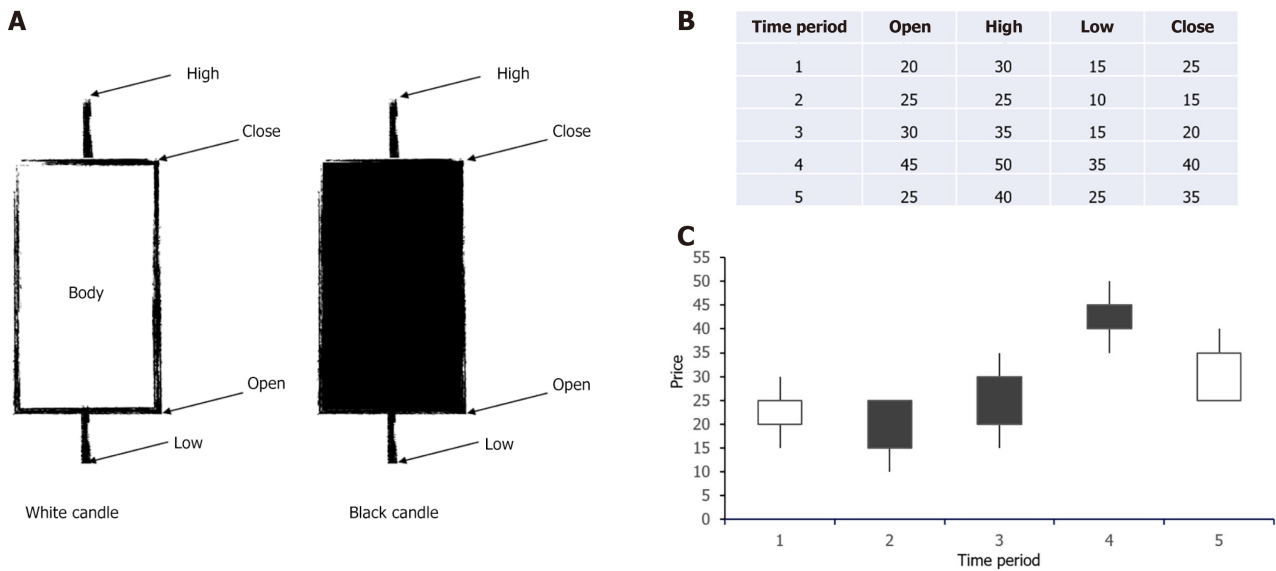 A
High
Close
Body
Open
Low
White candle
High
Close
Open
Low
Black candle
B
Time period Open High Low Close
1 20 30 15 25
2 25 25 10 15
3 30 35 15 20
4 45 50 35 40
5 25 40 25 35
C
Price
55
50
45
40
35
30
25
20
15
10
5
0
1 2 3 4 5
Time period